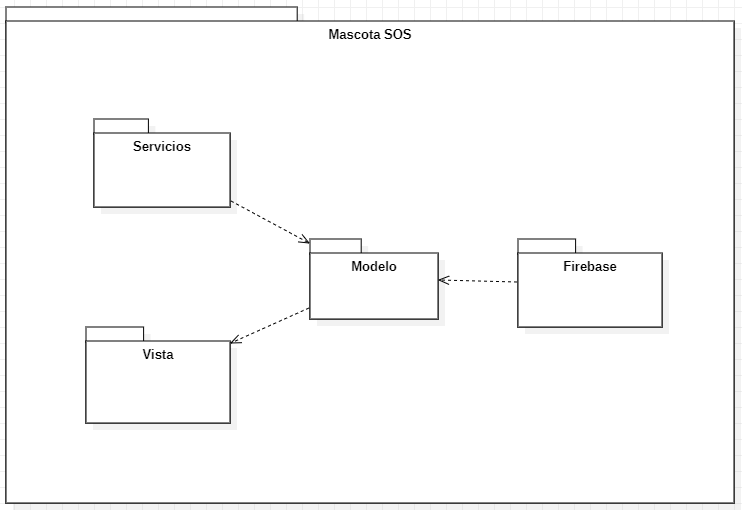 Mascota SOS
Servicios
Modelo
Firebase
Vista